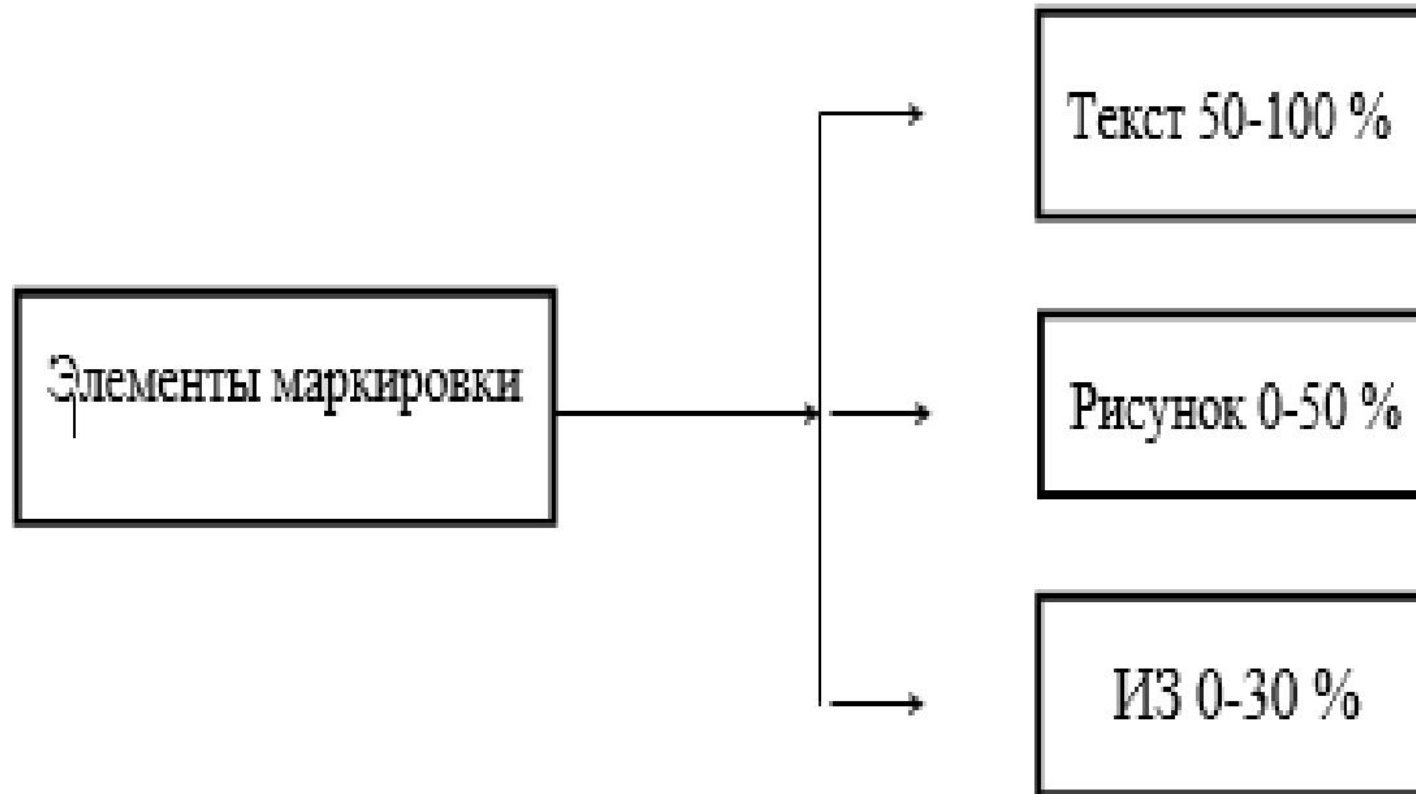 Текст 50-100 %
Элементы маркировки
Рисунок 0-50 %
ИЗ 0-30 %